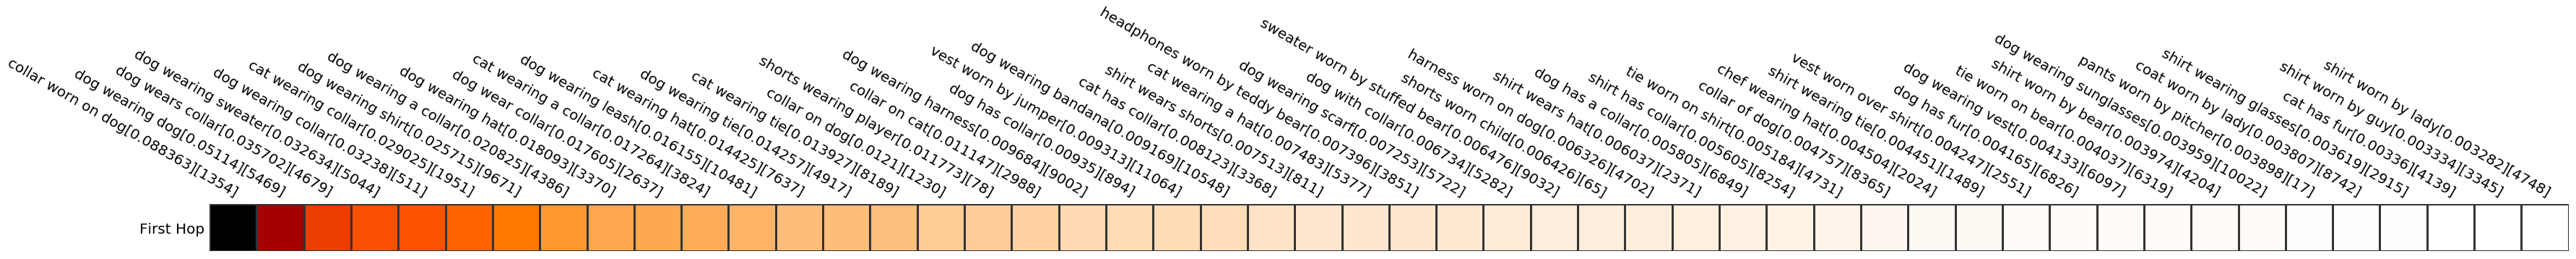 collar worn on dog[0.088363][1354]
dog wearing dog[0.05114][5469]
dog wears collar[0.035702][4679]
dog wearing sweater[0.032634][5044]
dog wearing collar[0.03238][511]
cat wearing collar[0.029025][1951]
dog wearing shirt[0.025715][9671]
dog wearing a collar[0.020825][4386]
dog wearing hat[0.018093][3370]
dog wear collar[0.017605][2637]
cat wearing a collar[0.017264][3824]
dog wearing leash[0.016155][10481]
cat wearing hat[0.014425][7637]
dog wearing tie[0.014257][4917]
cat wearing tie[0.013927][8189]
collar on dog[0.0121][1230]
shorts wearing player[0.011773][78]
collar on cat[0.011147][2988]
dog wearing harness[0.009684][9002]
dog has collar[0.00935][894]
vest worn by jumper[0.009313][11064]
dog wearing bandana[0.009169][10548]
cat has collar[0.008123][3368]
shirt wears shorts[0.007513][811]
cat wearing a hat[0.007483][5377]
headphones worn by teddy bear[0.007396][3851]
dog wearing scarf[0.007253][5722]
dog with collar[0.006734][5282]
sweater worn by stuffed bear[0.006476][9032]
shorts worn child[0.006426][65]
harness worn on dog[0.006326][4702]
shirt wears hat[0.006037][2371]
dog has a collar[0.005805][6849]
shirt has collar[0.005605][8254]
tie worn on shirt[0.005184][4731]
collar of dog[0.004757][8365]
chef wearing hat[0.004504][2024]
shirt wearing tie[0.004451][1489]
vest worn over shirt[0.004247][2551]
dog has fur[0.004165][6826]
dog wearing vest[0.004133][6097]
tie worn on bear[0.004037][6319]
shirt worn by bear[0.003974][4204]
dog wearing sunglasses[0.003959][10022]
pants worn by pitcher[0.003898][17]
coat worn by lady[0.003807][8742]
shirt wearing glasses[0.003619][2915]
cat has fur[0.00336][4139]
shirt worn by guy[0.003334][3345]
shirt worn by lady[0.003282][4748]
First Hop